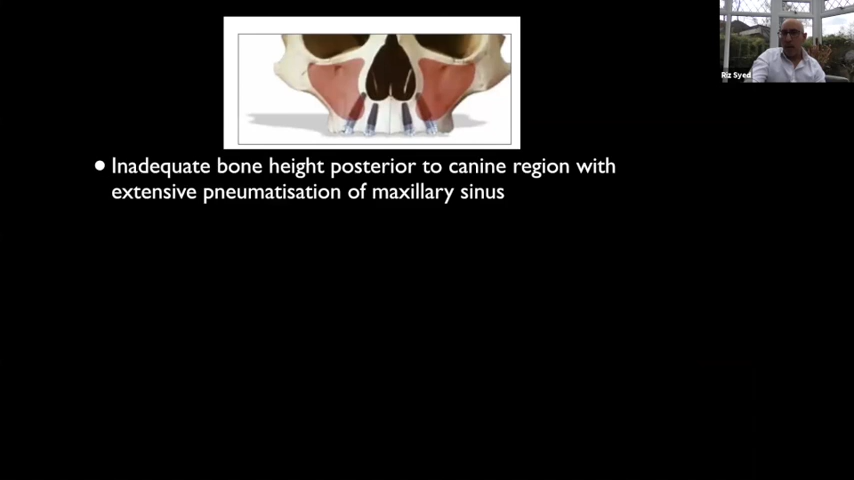 Riz Syed
● Inadequate bone height posterior to canine region with
extensive pneumatisation of maxillary sinus